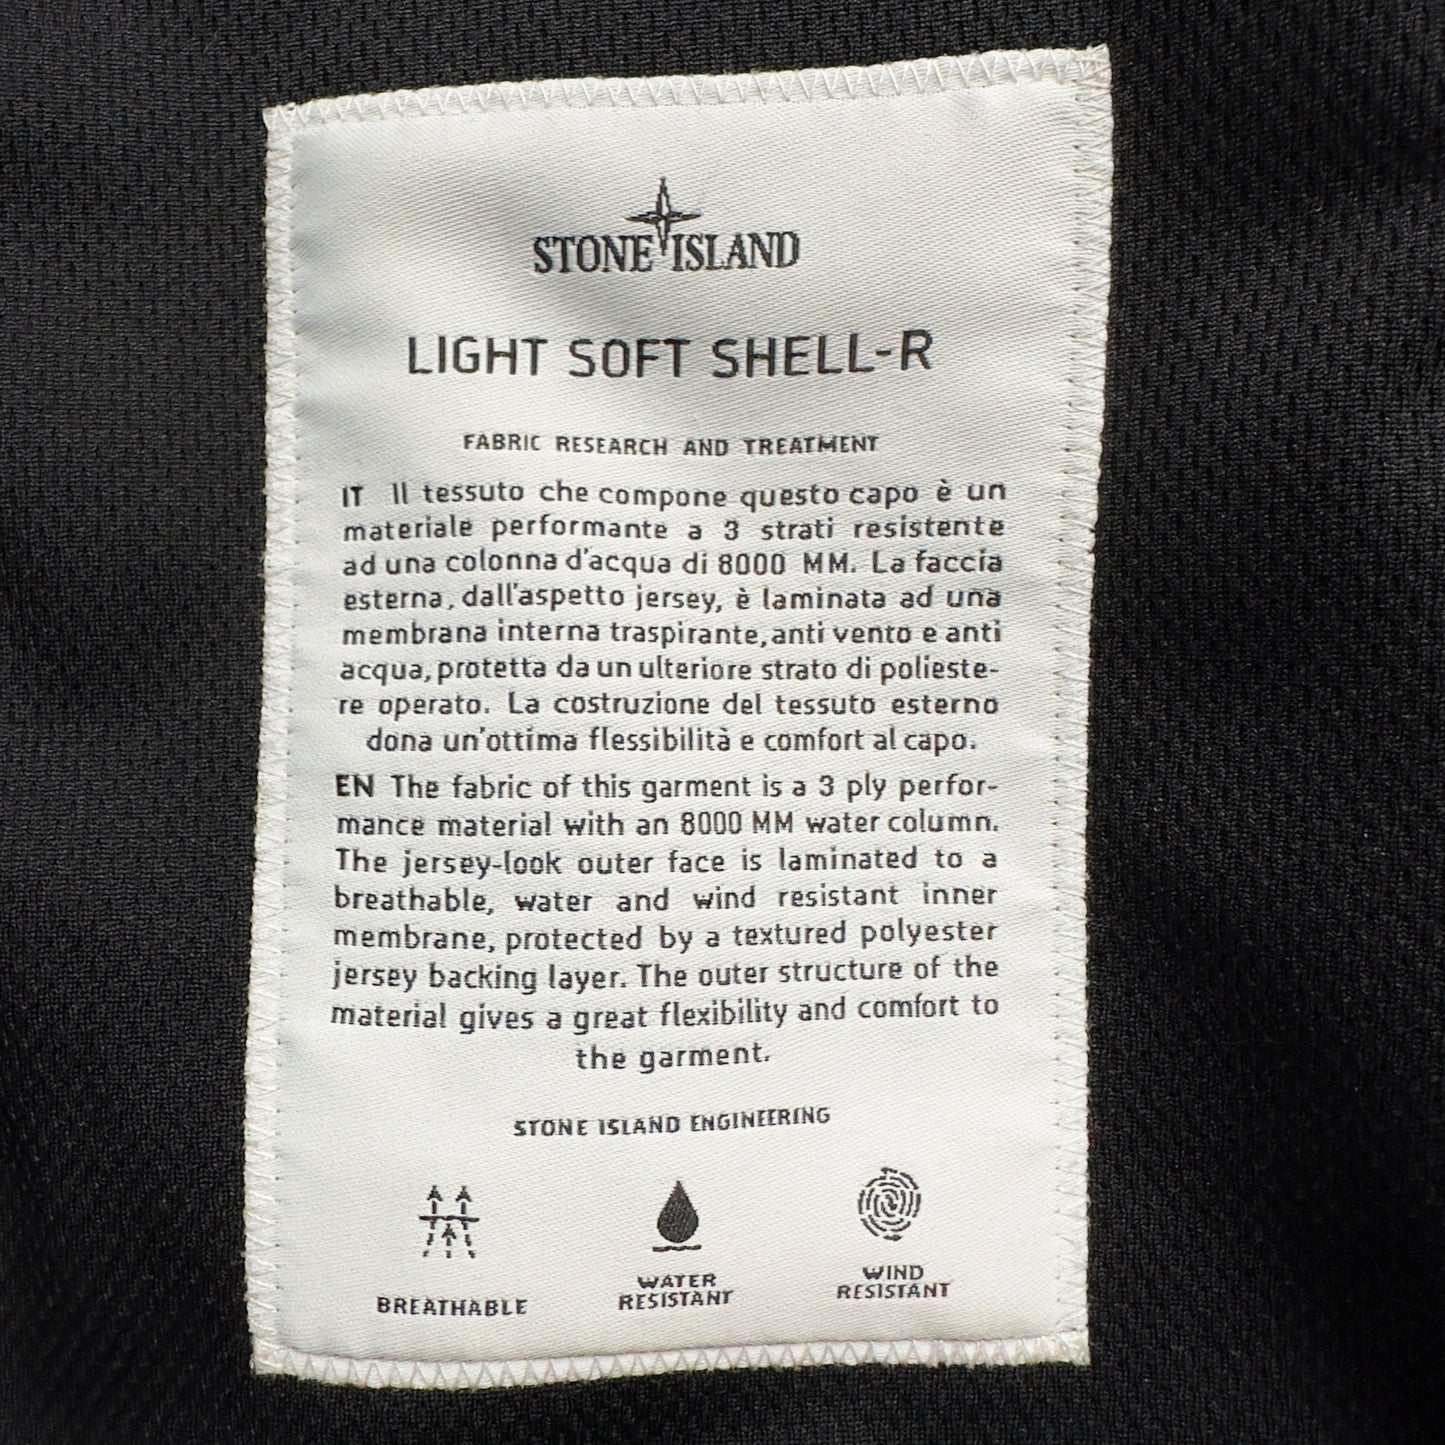 STONE ISLAND
LIGHT SOFT SHELL-R
FABRIC RESEARCH AND TREATMENT
IT Il tessuto che compone questo capo è un
materiale performante a 3 strati resistente
ad una colonna d'acqua di 8000 MM. La faccia
esterna, dall'aspetto jersey, è laminata ad una
membrana interna traspirante, anti vento e anti
acqua, protetta da un ulteriore strato di polieste-
re operato. La costruzione del tessuto esterno
dona un'ottima flessibilità e comfort al capo.
EN The fabric of this garment is a 3 ply perfor-
mance material with an 8000 MM water column.
The jersey-look outer face is laminated to a
breathable, water and wind resistant inner
membrane, protected by a textured polyester
jersey backing layer. The outer structure of the
material gives a great flexibility and comfort to
the garment.
STONE ISLAND ENGINEERING
BREATHABLE
WATER
RESISTANT
WIND
RESISTANT